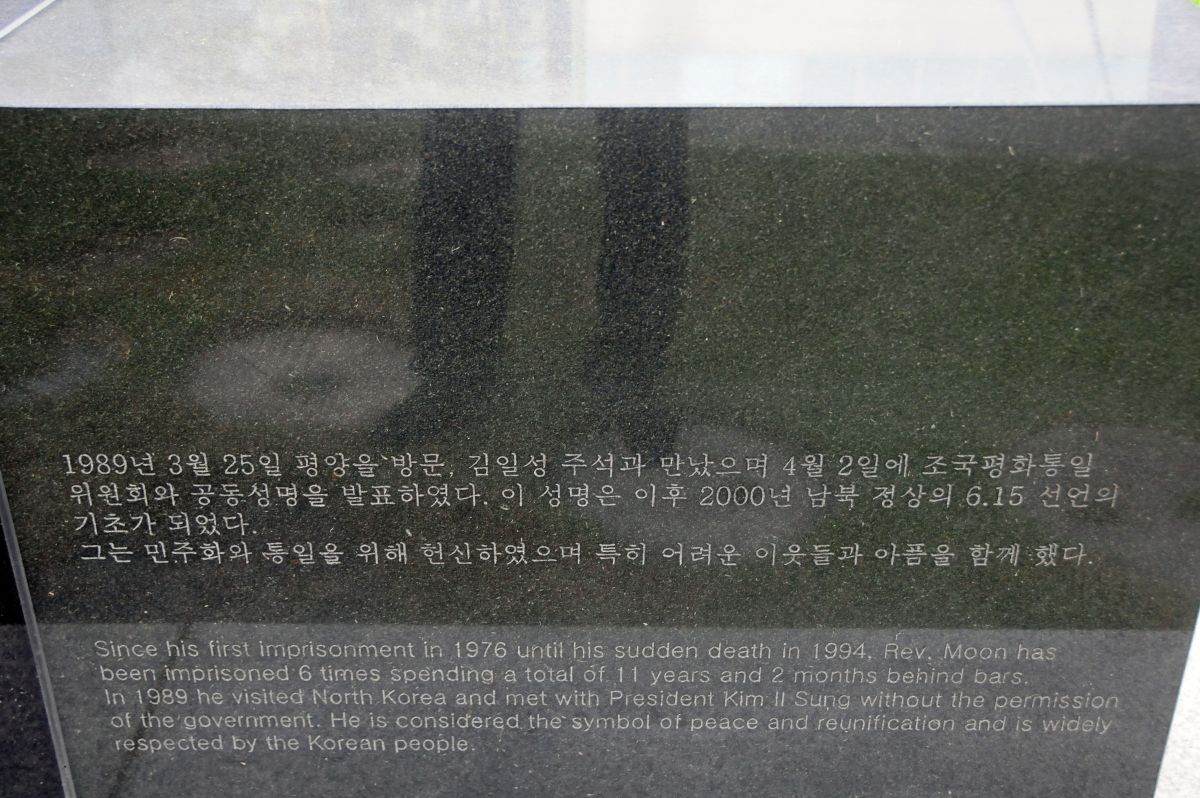 1989년 3월 25일 평양을 방문, 김일성 주석과 만났으며 4월 2일에 조국평화통일
위원회와 공동성명을 발표하였다. 이 성명은 이후 2000년 남북 정상의 6.15 선언의
기초가 되었다.
그는 민주화와 통일을 위해 헌신하였으며 특히 어려운 이웃들과 아픔을 함께 했다.
Since his first imprisonment in 1976 until his sudden death in 1994, Rev. Moon has
been imprisoned 6 times spending a total of 11 years and 2 months behind bars.
In 1989 he visited North Korea and met with President Kim Il Sung without the permission
of the government. He is considered the symbol of peace and reunification and is widely
respected by the Korean people.